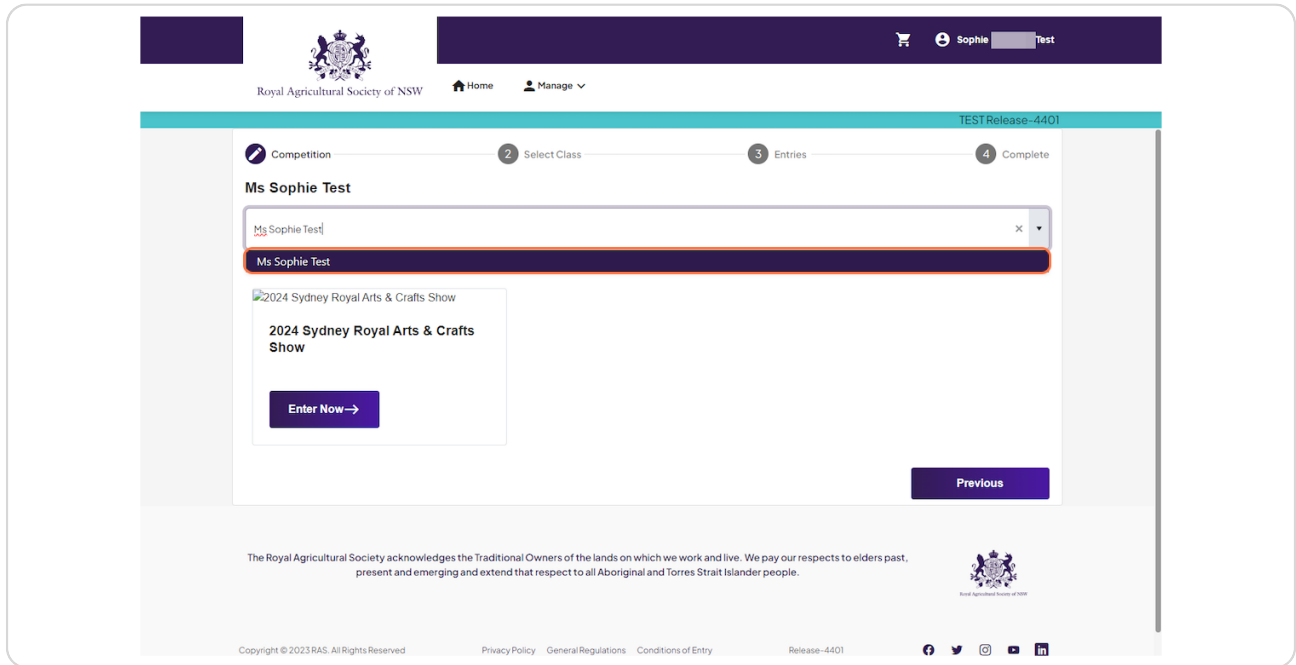 Sophie Test
Royal Agricultural Society of NSW
Home Manage
TEST Release-4401
Competition 2 Select Class 3 Entries 4 Complete
Ms Sophie Test
Ms Sophie Test
Ms Sophie Test
2024 Sydney Royal Arts & Crafts Show
2024 Sydney Royal Arts & Crafts
Show
Enter Now→
Previous
The Royal Agricultural Society acknowledges the Traditional Owners of the lands on which we work and live. We pay our respects to elders past,
present and emerging and extend that respect to all Aboriginal and Torres Strait Islander people.
Royal Agricultural Society of NSW
Copyright © 2023 RAS. All Rights Reserved Privacy Policy General Regulations Conditions of Entry Release-4401